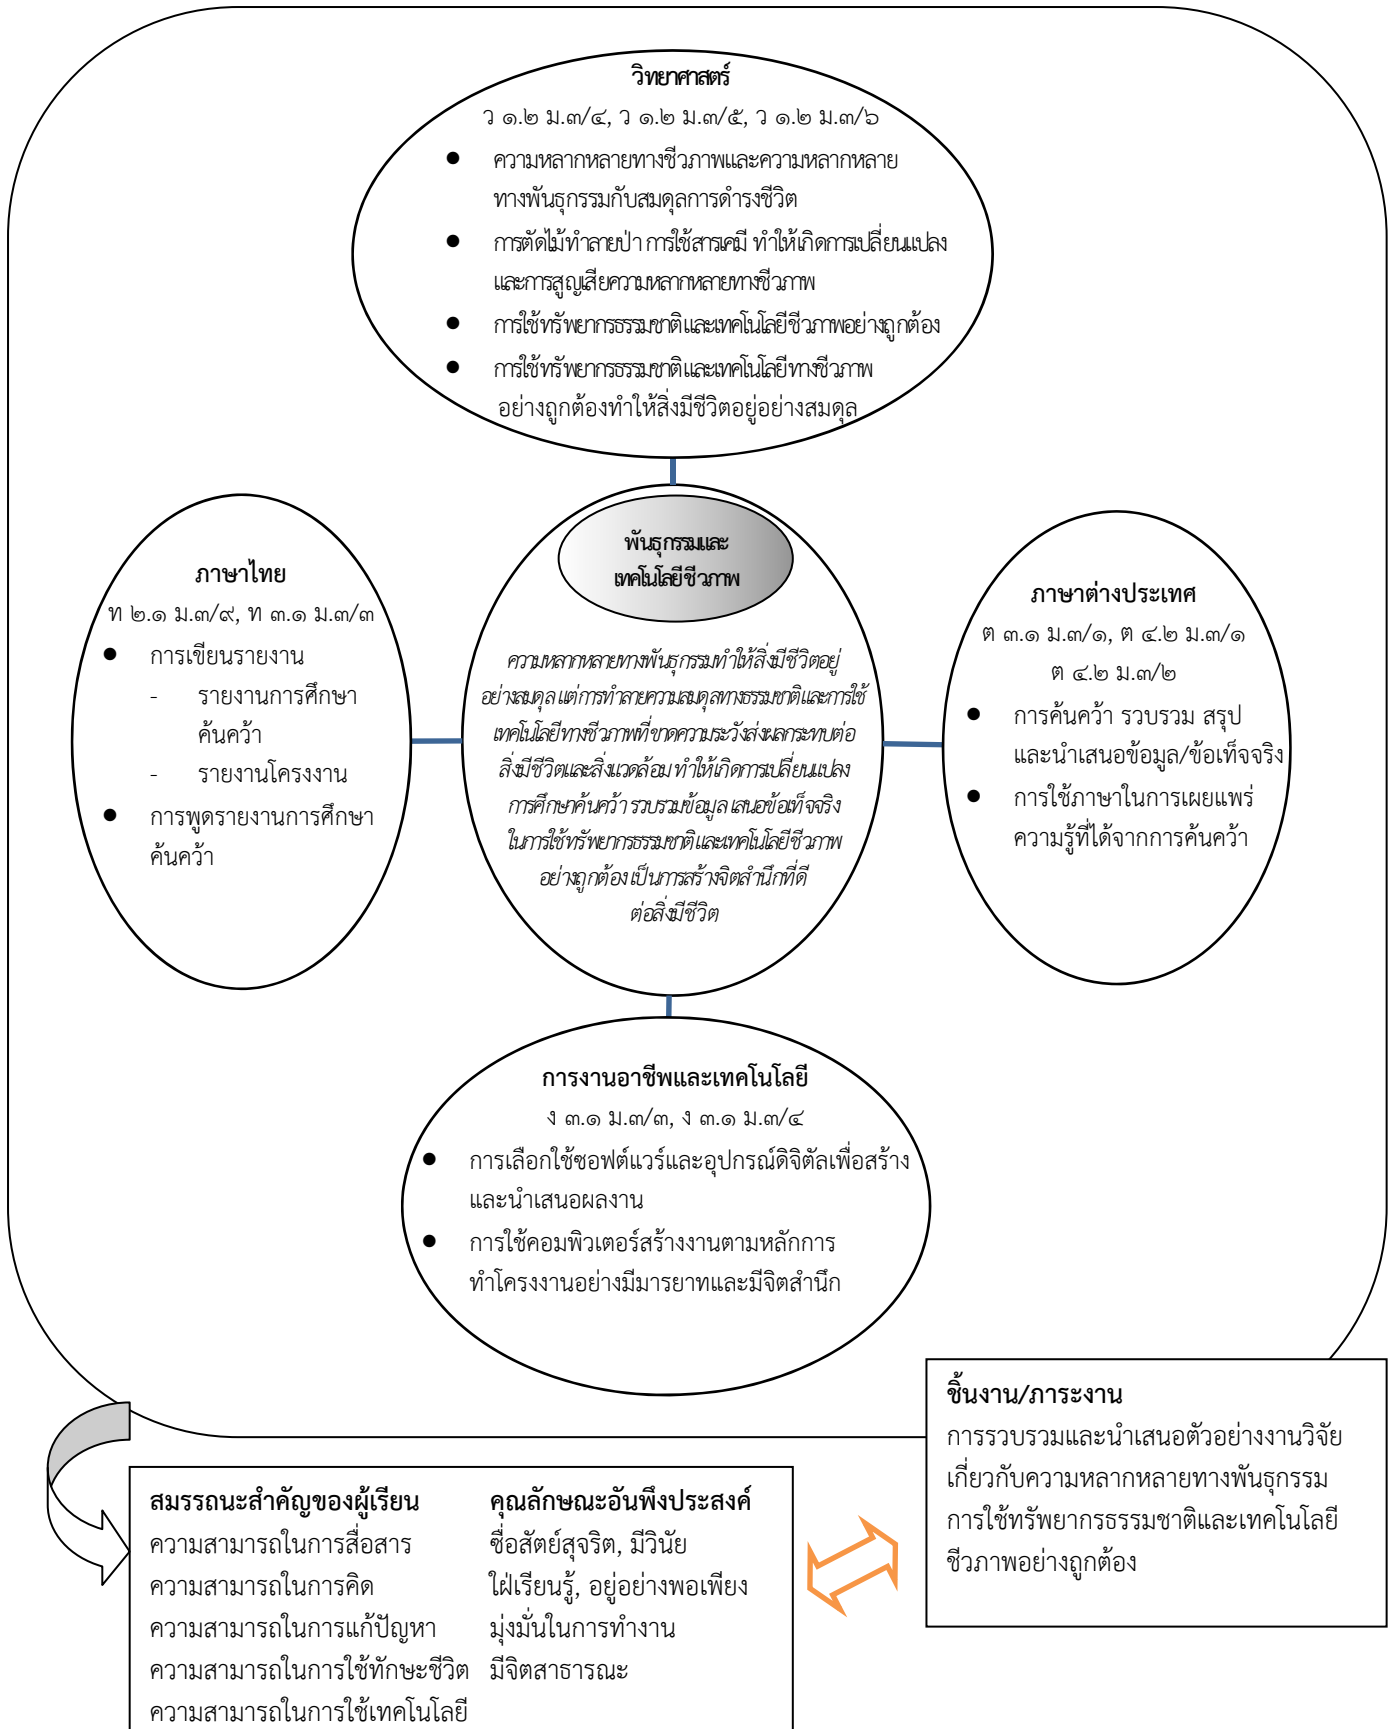 วิทยาศาสตร์
ว ๑.๒ ม.๓/๔, ว ๑.๒ ม.๓/๕, ว ๑.๒ ม.๓/๖
● ความหลากหลายทางชีวภาพและความหลากหลาย
ทางพันธุกรรมกับสมดุลการดำรงชีวิต
● การตัดไม้ทำลายป่า การใช้สารเคมี ทำให้เกิดการเปลี่ยนแปลง
และการสูญเสียความหลากหลายทางชีวภาพ
● การใช้ทรัพยากรธรรมชาติและเทคโนโลยีชีวภาพอย่างถูกต้อง
● การใช้ทรัพยากรธรรมชาติและเทคโนโลยีทางชีวภาพ
อย่างถูกต้องทำให้สิ่งมีชีวิตอยู่อย่างสมดุล
ภาษาไทย
ท ๒.๑ ม.๓/๙, ท ๓.๑ ม.๓/๓
● การเขียนรายงาน
- รายงานการศึกษา
ค้นคว้า
- รายงานโครงงาน
● การพูดรายงานการศึกษา
ค้นคว้า
พันธุกรรมและ
เทคโนโลยีชีวภาพ
ความหลากหลายทางพันธุกรรมทำให้สิ่งมีชีวิตอยู่
อย่างสมดุล แต่การทำลายความสมดุลทางธรรมชาติและการใช้
เทคโนโลยีทางชีวภาพที่ขาดความระวังส่งผลกระทบต่อ
สิ่งมีชีวิตและสิ่งแวดล้อม ทำให้เกิดการเปลี่ยนแปลง
การศึกษาค้นคว้า รวบรวมข้อมูล เสนอข้อเท็จจริง
ในการใช้ทรัพยากรธรรมชาติและเทคโนโลยีชีวภาพ
อย่างถูกต้อง เป็นการสร้างจิตสำนึกที่ดี
ต่อสิ่งมีชีวิต
ภาษาต่างประเทศ
ต ๓.๑ ม.๓/๑, ต ๔.๒ ม.๓/๑
ต ๔.๒ ม.๓/๒
● การค้นคว้า รวบรวม สรุป
และนำเสนอข้อมูล/ข้อเท็จจริง
● การใช้ภาษาในการเผยแพร่
ความรู้ที่ได้จากการค้นคว้า
การงานอาชีพและเทคโนโลยี
ง ๓.๑ ม.๓/๓, ง ๓.๑ ม.๓/๔
● การเลือกใช้ซอฟต์แวร์และอุปกรณ์ดิจิตัลเพื่อสร้าง
และนำเสนอผลงาน
● การใช้คอมพิวเตอร์สร้างงานตามหลักการ
ทำโครงงานอย่างมีมารยาทและมีจิตสำนึก
ชิ้นงาน/ภาระงาน
การรวบรวมและนำเสนอตัวอย่างงานวิจัย
เกี่ยวกับความหลากหลายทางพันธุกรรม
การใช้ทรัพยากรธรรมชาติและเทคโนโลยี
ชีวภาพอย่างถูกต้อง
สมรรถนะสำคัญของผู้เรียน
ความสามารถในการสื่อสาร
ความสามารถในการคิด
ความสามารถในการแก้ปัญหา
ความสามารถในการใช้ทักษะชีวิต
ความสามารถในการใช้เทคโนโลยี
คุณลักษณะอันพึงประสงค์
ซื่อสัตย์สุจริต, มีวินัย
ใฝ่เรียนรู้, อยู่อย่างพอเพียง
มุ่งมั่นในการทำงาน
มีจิตสาธารณะ